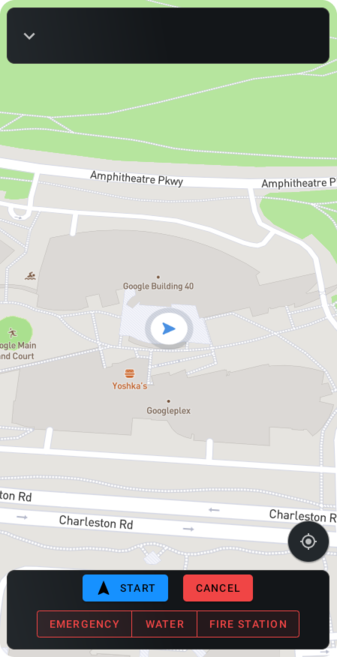 Amphitheatre Pkwy
Amphitheatre P
Google Building 40
ogle Main
nd Court
Yoshka's
Googleplex
ton Rd
Charleston Rd
Charleston R
START
CANCEL
EMERGENCY
WATER
FIRE STATION